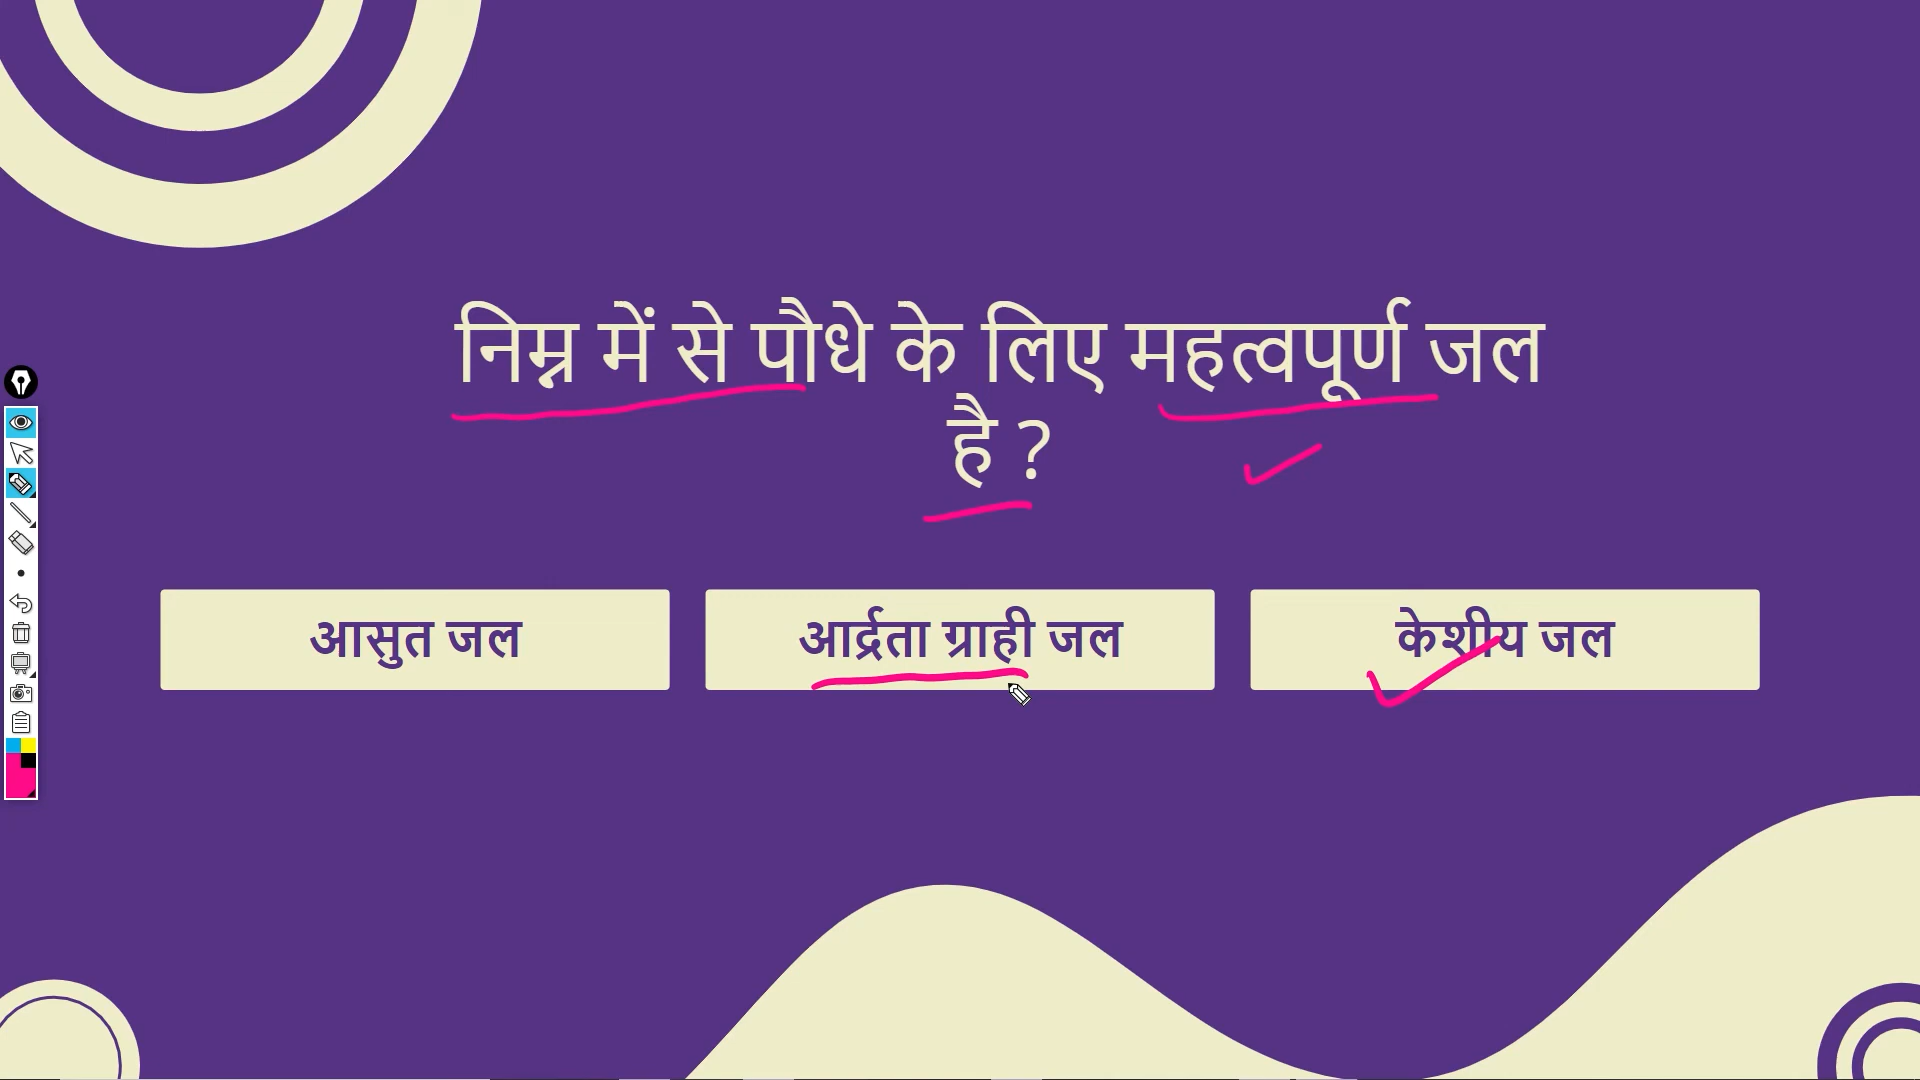 निम्न में से पौधे के लिए महत्वपूर्ण जल
है ?
आसुत जल
आर्द्रता ग्राही जल
केशीय जल